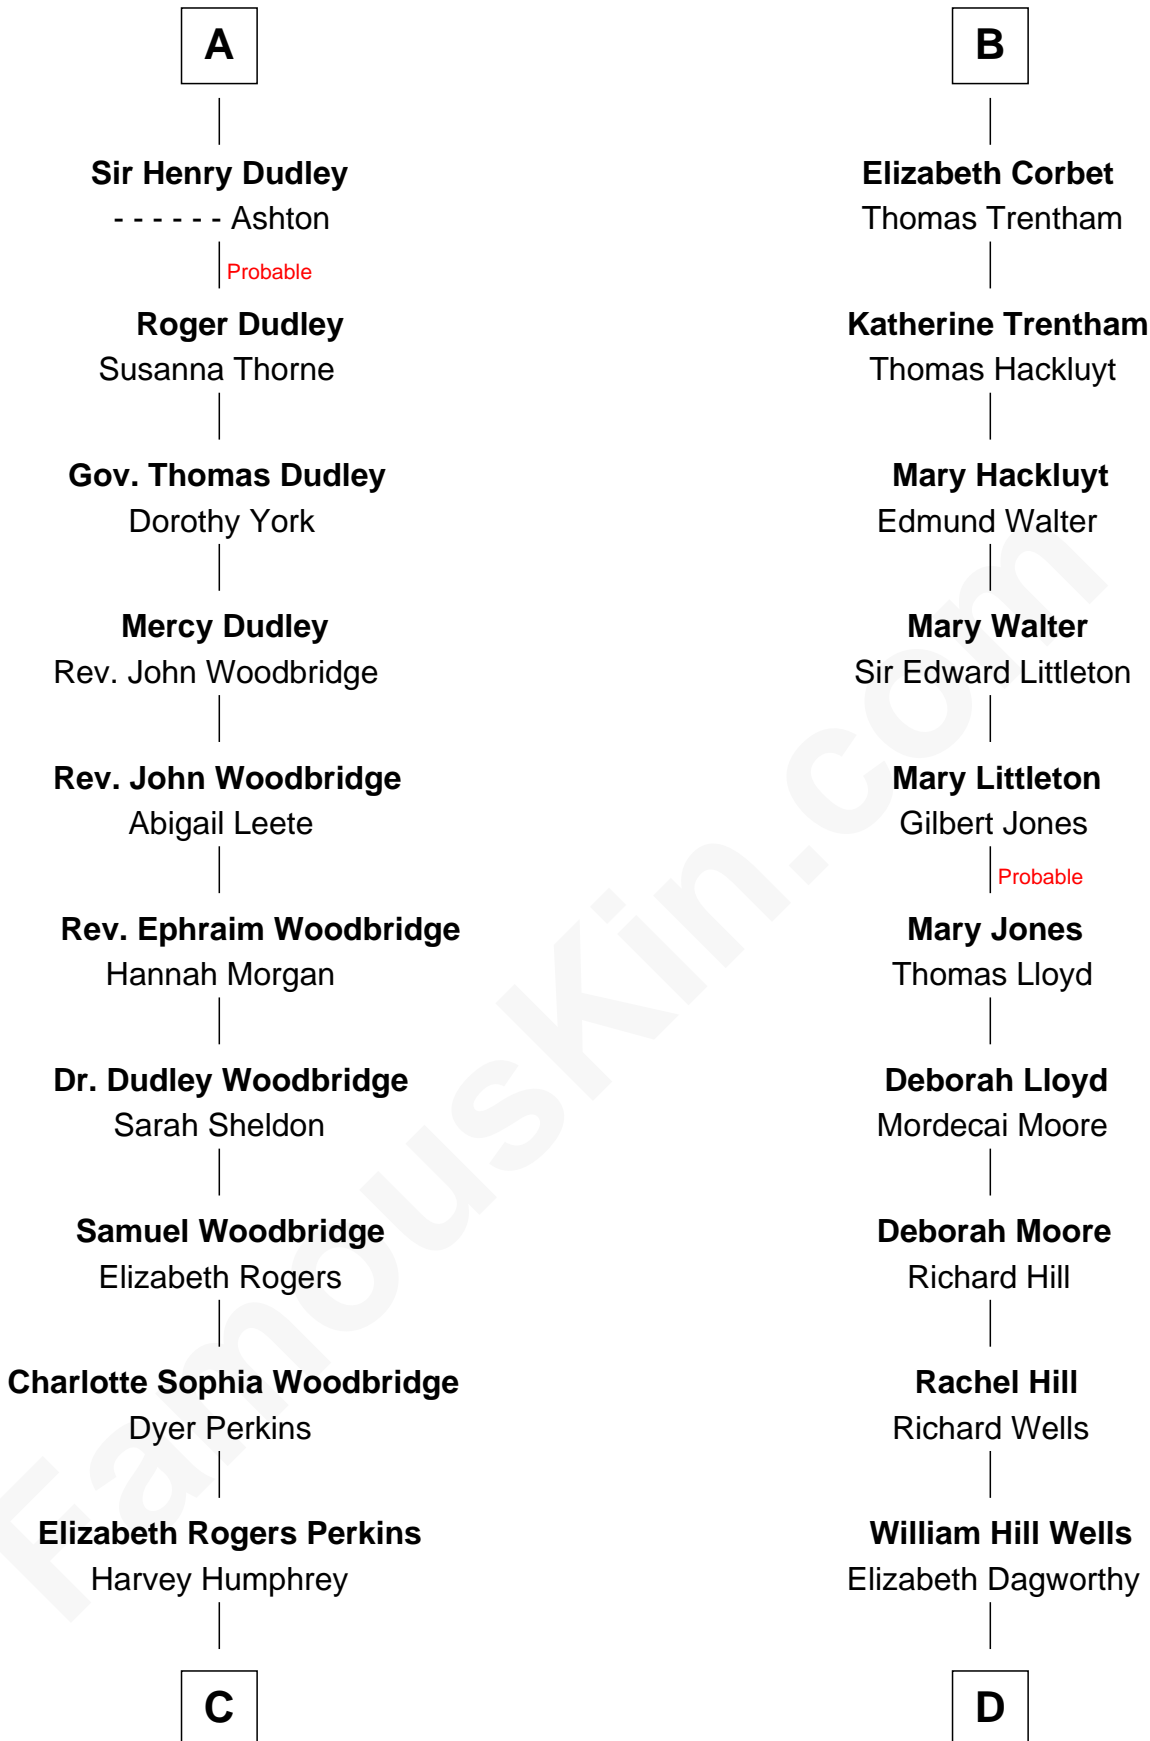 A
Sir Henry Dudley
- - - - - - Ashton
Probable
Roger Dudley
Susanna Thorne
Gov. Thomas Dudley
Dorothy York
Mercy Dudley
Rev. John Woodbridge
Rev. John Woodbridge
Abigail Leete
Rev. Ephraim Woodbridge
Hannah Morgan
Dr. Dudley Woodbridge
Sarah Sheldon
Samuel Woodbridge
Elizabeth Rogers
Charlotte Sophia Woodbridge
Dyer Perkins
Elizabeth Rogers Perkins
Harvey Humphrey
C
B
Elizabeth Corbet
Thomas Trentham
Katherine Trentham
Thomas Hackluyt
Mary Hackluyt
Edmund Walter
Mary Walter
Sir Edward Littleton
Mary Littleton
Gilbert Jones
Probable
Mary Jones
Thomas Lloyd
Deborah Lloyd
Mordecai Moore
Deborah Moore
Richard Hill
Rachel Hill
Richard Wells
William Hill Wells
Elizabeth Dagworthy
D
FamousKin.com